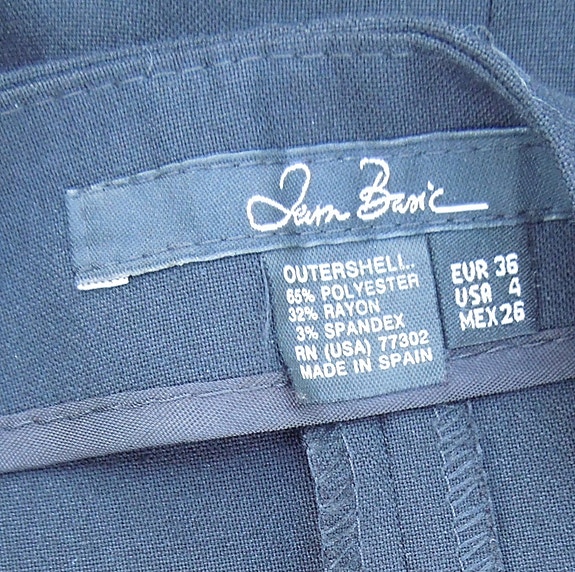 Zara Basic
OUTERSHELL.
65% POLYESTER
32% RAYON
3% SPANDEX
RN (USA) 77302
MADE IN SPAIN
EUR 36
USA 4
MEX 26